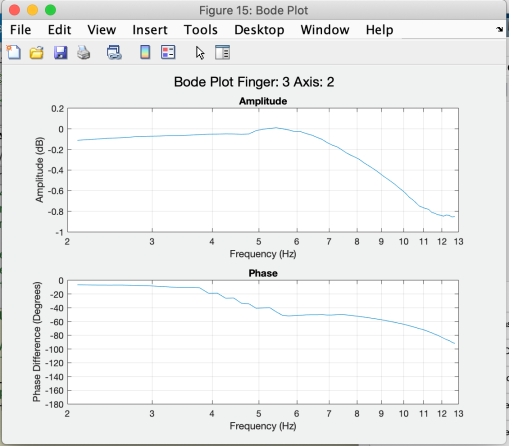 Figure 15: Bode Plot
File Edit View Insert Tools Desktop Window Help
Bode Plot Finger: 3 Axis: 2
Amplitude
0.2
0
-0.2
-0.4
-0.6
-0.8
-1
Amplitude (dB)
2 3 4 5 6 7 8 9 10 11 12 13
Frequency (Hz)
Phase
0
-20
-40
-60
-80
-100
-120
-140
-160
-180
Phase Difference (Degrees)
2 3 4 5 6 7 8 9 10 11 12 13
Frequency (Hz)